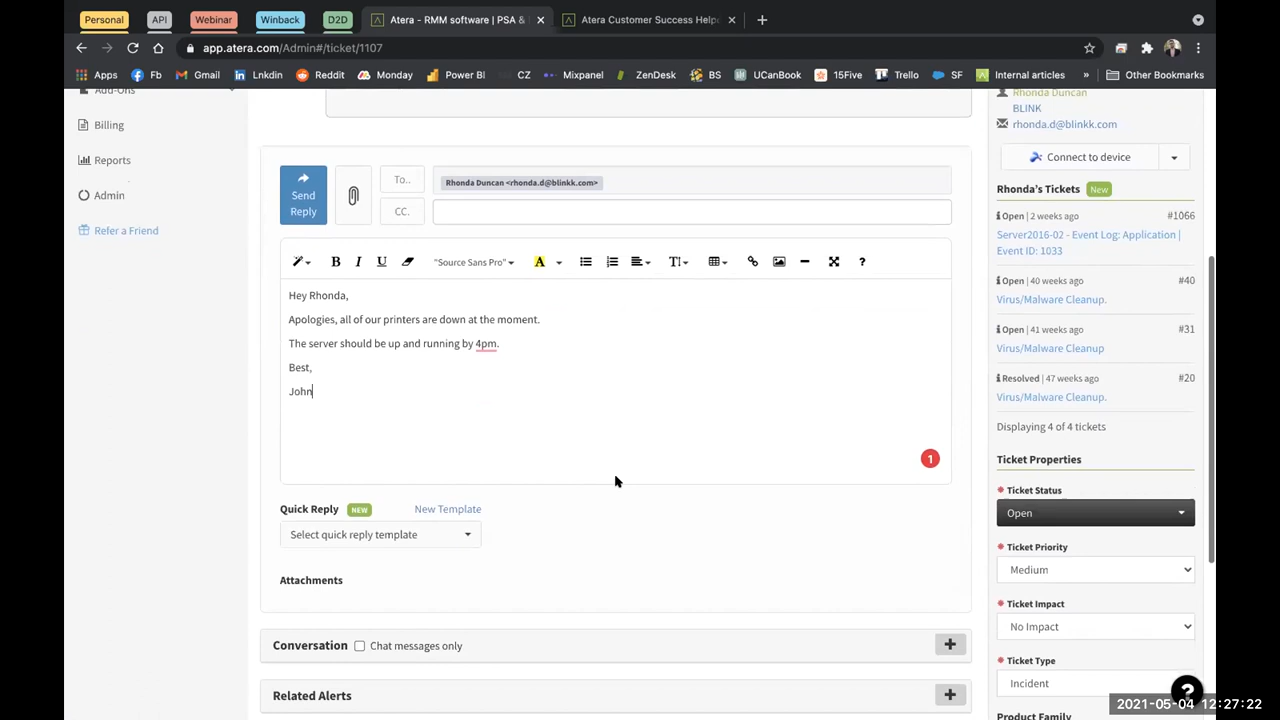 Personal
API
Webinar
Winback
D2D
Atera - RMM software | PSA &
Atera Customer Success Help
app.atera.com/Admin#/ticket/1107
Apps
Fb
Gmail
Lnkdin
Reddit
Monday
Power BI
CZ
Mixpanel
ZenDesk
BS
UCeobook
15Five
Trello
SF
Internal articles
»
Other Bookmarks
Add-Ons
Billing
Reports
Admin
Refer a Friend
Send
Reply
To..
Rhonda Duncan <rhonda.d@blinkk.com>
CC.
B I U "Source Sans Pro" A ?
Hey Rhonda,
Apologies, all of our printers are down at the moment.
The server should be up and running by 4pm.
Best,
John
1
Quick Reply NEW New Template
Select quick reply template
Attachments
Conversation Chat messages only
Related Alerts
Rhonda Duncan
BLINK
rhonda.d@blinkk.com
Connect to device
Rhonda's Tickets New
Open | 2 weeks ago #1066
Server2016-02 - Event Log: Application |
Event ID: 1033
Open | 40 weeks ago #40
Virus/Malware Cleanup.
Open | 41 weeks ago #31
Virus/Malware Cleanup
Resolved | 47 weeks ago #20
Virus/Malware Cleanup.
Displaying 4 of 4 tickets
Ticket Properties
Ticket Status
Open
Ticket Priority
Medium
Ticket Impact
No Impact
Ticket Type
Incident
Product Family
?
2021-05-04 12:27:22